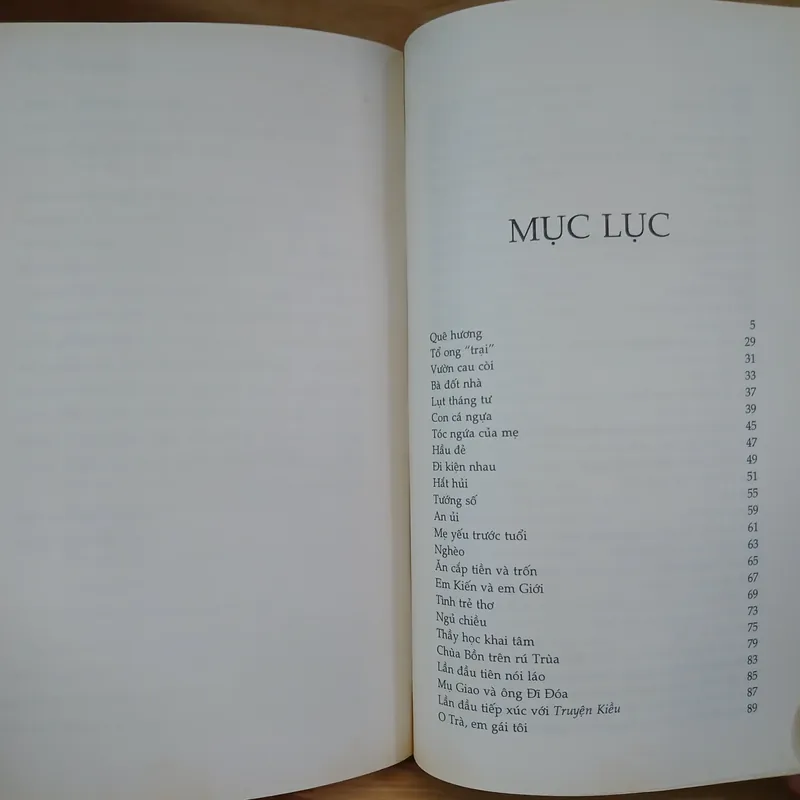 MỤC LỤC
Quê hương 5
Tổ ong “trại” 29
Vườn cau còi 31
Bà đốt nhà 33
Lụt tháng tư 37
Con cá ngựa 39
Tóc ngứa của mẹ 45
Hầu đẻ 47
Đi kiện nhau 49
Hắt hủi 51
Tướng số 55
An ủi 59
Mẹ yếu trước tuổi 61
Nghèo 63
Ăn cắp tiền và trốn 65
Em Kiến và em Giới 67
Tình trẻ thơ 69
Ngủ chiều 73
Thầy học khai tâm 75
Chùa Bồn trên rú Trùa 79
Lần đầu tiên nói láo 83
Mụ Giao và ông Đĩ Đóa 85
Lần đầu tiếp xúc với Truyện Kiều 87
O Trà, em gái tôi 89